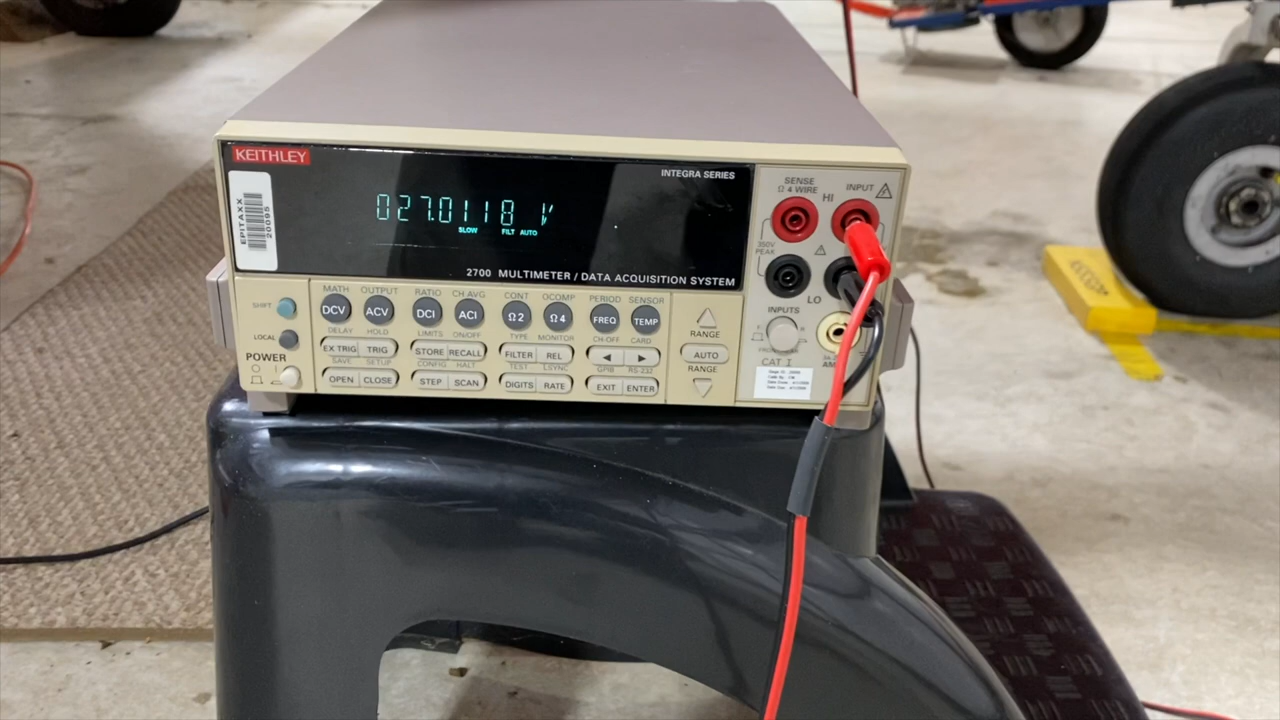 KEITHLEY
INTEGRA SERIES
EPITAXX
20095
027.0118 V
SLOW FILT AUTO
2700 MULTIMETER / DATA ACQUISITION SYSTEM
SENSE
Ω 4 WIRE
INPUT
HI
350V
PEAK
LO
INPUTS
CAT I
SHIFT
LOCAL
POWER
MATH OUTPUT RATIO CH-AVG CONT OCOMP PERIOD SENSOR
DCV ACV DCI ACI Ω2 Ω4 FREQ TEMP
DELAY HOLD LIMITS ON/OFF TYPE MONITOR CH-OFF CARD
EX TRIG TRIG STORE RECALL FILTER REL
SAVE SETUP CONFIG HALT TEST LSYNC GPIB RS-232
OPEN CLOSE STEP SCAN DIGITS RATE EXIT ENTER
RANGE
AUTO
RANGE